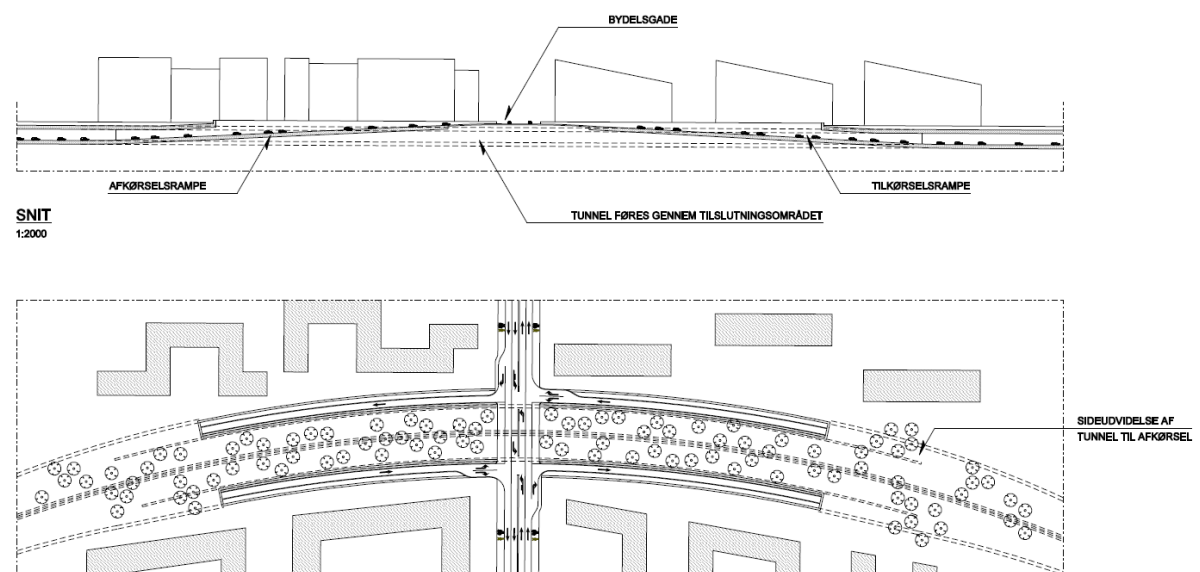 BYDELSGADE
AFKØRSELSRAMPE
TILKØRSELSRAMPE
SNIT
1:2000
TUNNEL FØRES GENNEM TILSLUTNINGSOMRÅDET
SIDEUDVIDELSE AF
TUNNEL TIL AFKØRSEL